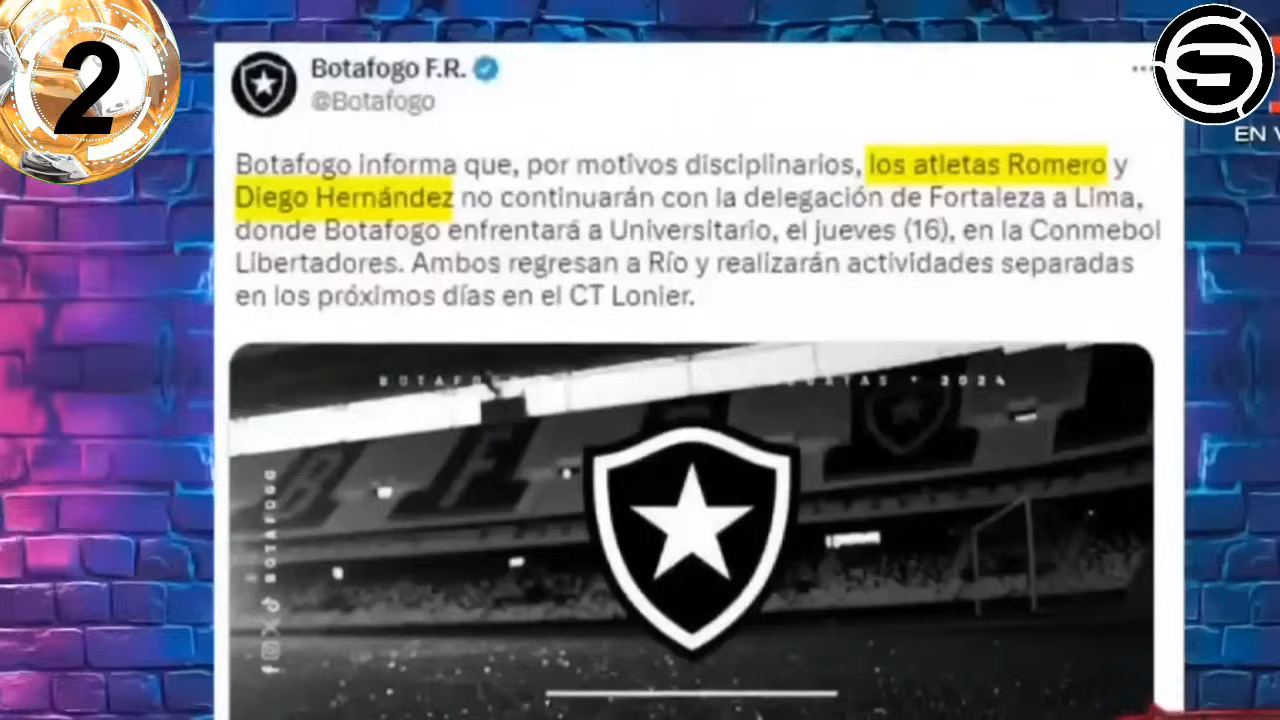 2
Botafogo F.R.
@Botafogo
EN
Botafogo informa que, por motivos disciplinarios, los atletas Romero y
Diego Hernández no continuarán con la delegación de Fortaleza a Lima,
donde Botafogo enfrentará a Universitario, el jueves (16), en la Conmebol
Libertadores. Ambos regresan a Río y realizarán actividades separadas
en los próximos días en el CT Lonier.
2024
BOTAFOGO